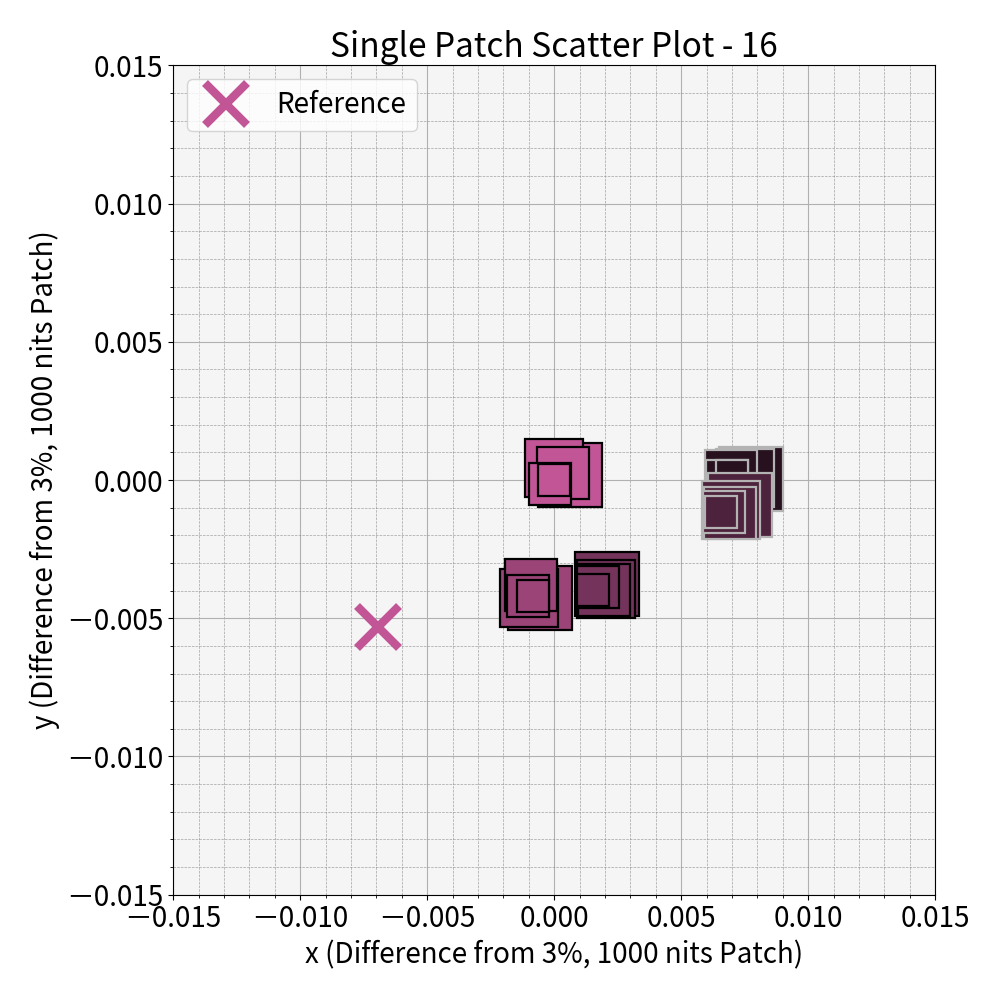 Single Patch Scatter Plot - 16
Reference
0.015
0.010
0.005
0.000
−0.005
−0.010
−0.015
y (Difference from 3%, 1000 nits Patch)
−0.015 −0.010 −0.005 0.000 0.005 0.010 0.015
x (Difference from 3%, 1000 nits Patch)